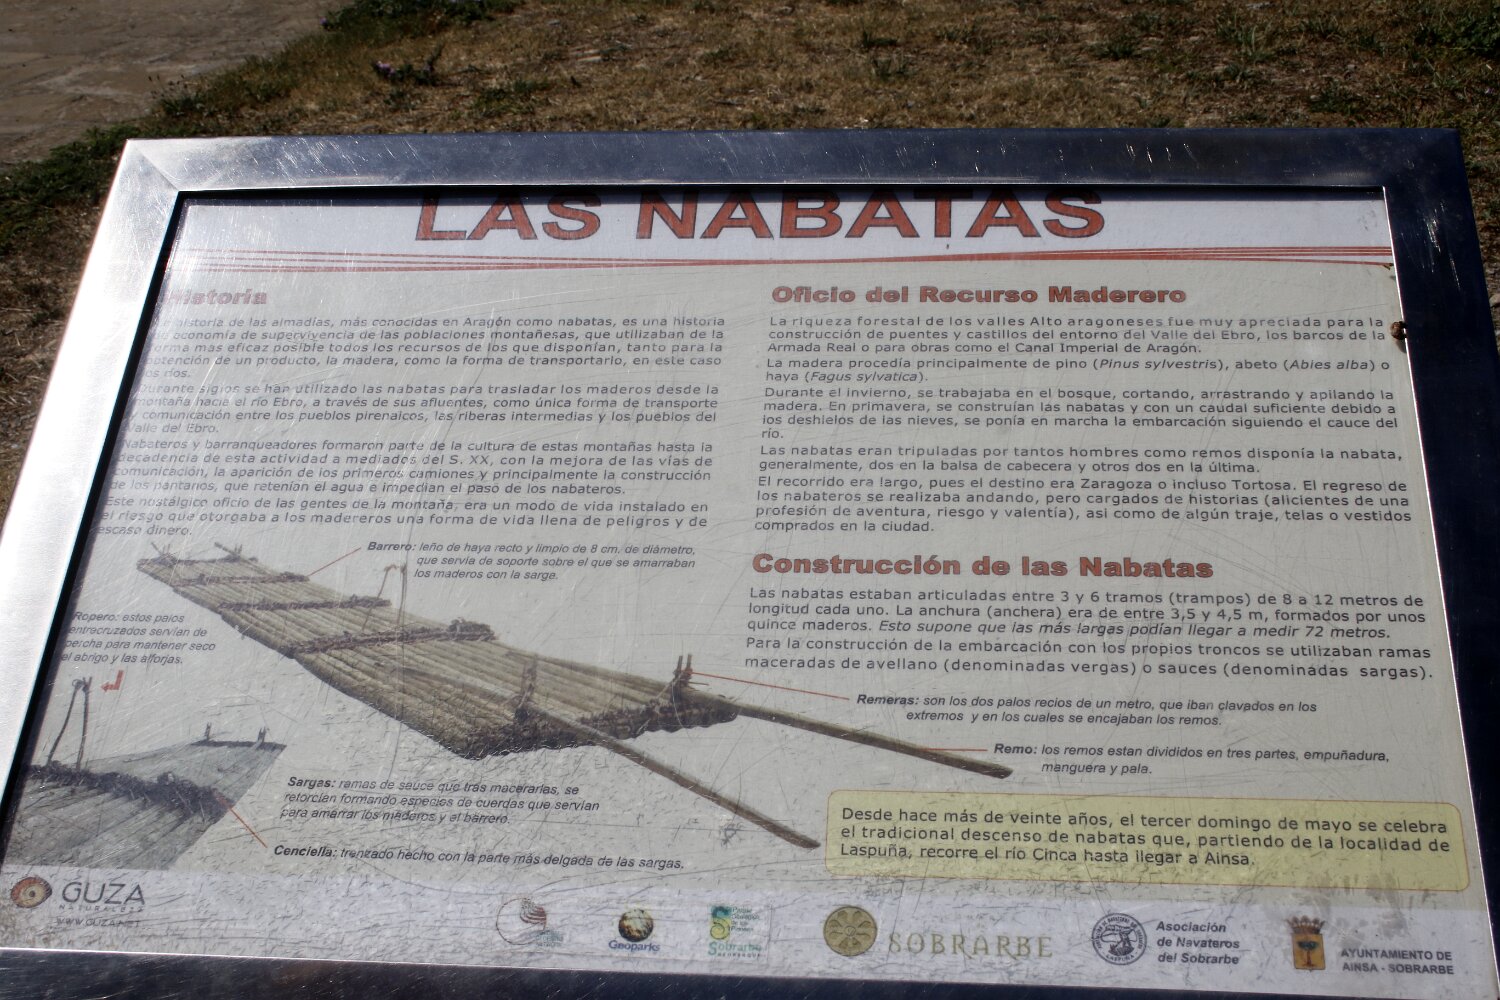 LAS NABATAS
Historia
historia de las almadías, más conocidas en Aragón como nabatas, es una historia
de economía de supervivencia de las poblaciones montañesas, que utilizaban de la
forma mas eficaz posible todos los recursos de los que disponían, tanto para la
obtención de un producto, la madera, como la forma de transportarlo, en este caso
los ríos.
Durante siglos se han utilizado las nabatas para trasladar los maderos desde la
montaña hacia el río Ebro, a través de sus afluentes, como única forma de transporte
y comunicación entre los pueblos pirenaicos, las riberas intermedias y los pueblos del
Valle del Ebro.
Nabateros y barranqueadores formaron parte de la cultura de estas montañas hasta la
decadencia de esta actividad a mediados del S. XX, con la mejora de las vías de
comunicación, la aparición de los primeros camiones y principalmente la construcción
de los pantanos, que retenían el agua e impedían el paso de los nabateros.
Este nostálgico oficio de las gentes de la montaña, era un modo de vida instalado en
el riesgo que otorgaba a los madereros una forma de vida llena de peligros y de
escaso dinero.
Barrero: leño de haya recto y limpio de 8 cm. de diámetro,
que servía de soporte sobre el que se amarraban
los maderos con la sarga.
Ropero: estos palos
entrecruzados servían de
percha para mantener seco
el abrigo y las alforjas.
Sargas: ramas de sauce que tras macerarlas, se
retorcían formando especies de cuerdas que servían
para amarrar los maderos y el barrero.
Cenciella: trenzado hecho con la parte más delgada de las sargas.
Oficio del Recurso Maderero
La riqueza forestal de los valles Alto aragoneses fue muy apreciada para la
construcción de puentes y castillos del entorno del Valle del Ebro, los barcos de la
Armada Real o para obras como el Canal Imperial de Aragón.
La madera procedía principalmente de pino (Pinus sylvestris), abeto (Abies alba) o
haya (Fagus sylvatica).
Durante el invierno, se trabajaba en el bosque, cortando, arrastrando y apilando la
madera. En primavera, se construían las nabatas y con un caudal suficiente debido a
los deshielos de las nieves, se ponía en marcha la embarcación siguiendo el cauce del
río.
Las nabatas eran tripuladas por tantos hombres como remos disponía la nabata,
generalmente, dos en la balsa de cabecera y otros dos en la última.
El recorrido era largo, pues el destino era Zaragoza o incluso Tortosa. El regreso de
los nabateros se realizaba andando, pero cargados de historias (alicientes de una
profesión de aventura, riesgo y valentía), asi como de algún traje, telas o vestidos
comprados en la ciudad.
Construcción de las Nabatas
Las nabatas estaban articuladas entre 3 y 6 tramos (trampos) de 8 a 12 metros de
longitud cada uno. La anchura (anchera) era de entre 3,5 y 4,5 m, formados por unos
quince maderos. Esto supone que las más largas podían llegar a medir 72 metros.
Para la construcción de la embarcación con los propios troncos se utilizaban ramas
maceradas de avellano (denominadas vergas) o sauces (denominadas sargas).
Remeras: son los dos palos recios de un metro, que iban clavados en los
extremos y en los cuales se encajaban los remos.
Remo: los remos estan divididos en tres partes, empuñadura,
manguera y pala.
Desde hace más de veinte años, el tercer domingo de mayo se celebra
el tradicional descenso de nabatas que, partiendo de la localidad de
Laspuña, recorre el río Cinca hasta llegar a Ainsa.
GUZA
NATURALEZA
WWW.GUZA.NET
Geoparks
Sobrarbe
SOBRARBE
Asociación
de Navateros
del Sobrarbe
AYUNTAMIENTO DE
AINSA - SOBRARBE